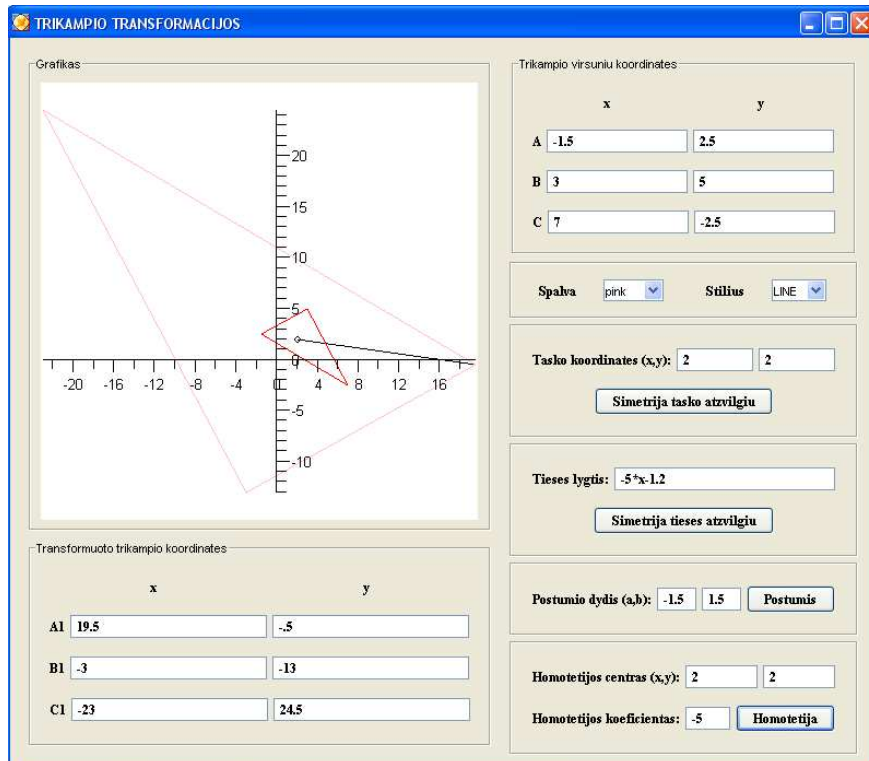 TRIKAMPIO TRANSFORMACIJOS
Grafikas
20
15
10
5
0
-20 -16 -12 -8 -4 0 4 8 12 16
-5
-10
Transformuoto trikampio koordinates
x y
A1 19.5 -.5
B1 -3 -13
C1 -23 24.5
Trikampio virsuniu koordinates
x y
A -1.5 2.5
B 3 5
C 7 -2.5
Spalva pink Stilius LINE
Tasko koordinates (x,y): 2 2
Simetrija tasko atzvilgiu
Tieses lygtis: -5*x-1.2
Simetrija tieses atzvilgiu
Postumio dydis (a,b): -1.5 1.5 Postumis
Homotetijos centras (x,y): 2 2
Homotetijos koeficientas: -5 Homotetija